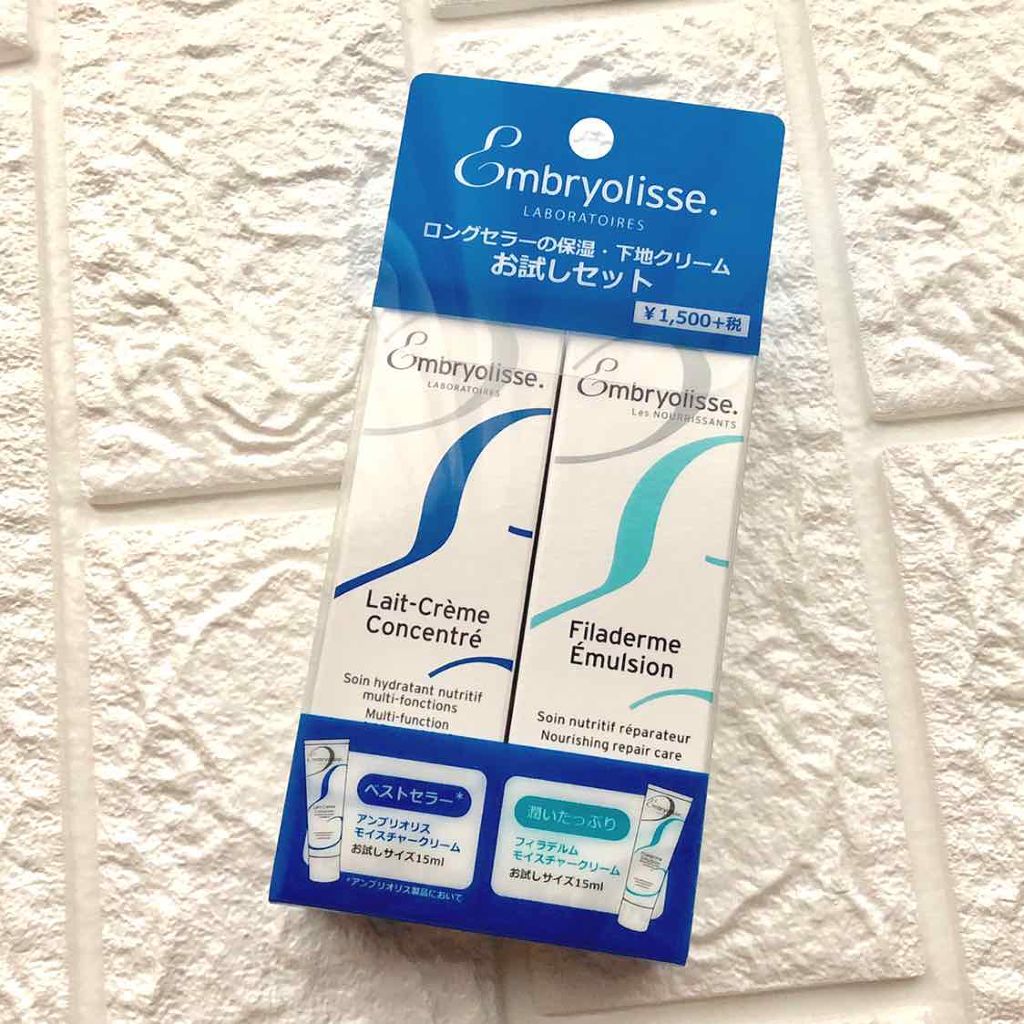 Embryolisse.
LABORATOIRES
ロングセラーの保湿・下地クリーム
お試しセット
¥1,500+税
Embryolisse.
LABORATOIRES
Lait-Crème
Concentré
Soin hydratant nutritif
multi-fonctions
Multi-function
Embryolisse.
Les NOURRISSANTS
Filaderme
Émulsion
Soin nutritif réparateur
Nourishing repair care
ベストセラー*
アンブリオリス
モイスチャークリーム
お試しサイズ15ml
*アンブリオリス製品において
潤いたっぷり
フィラデルム
モイスチャークリーム
お試しサイズ15ml
Embryolisse.
Embryolisse.